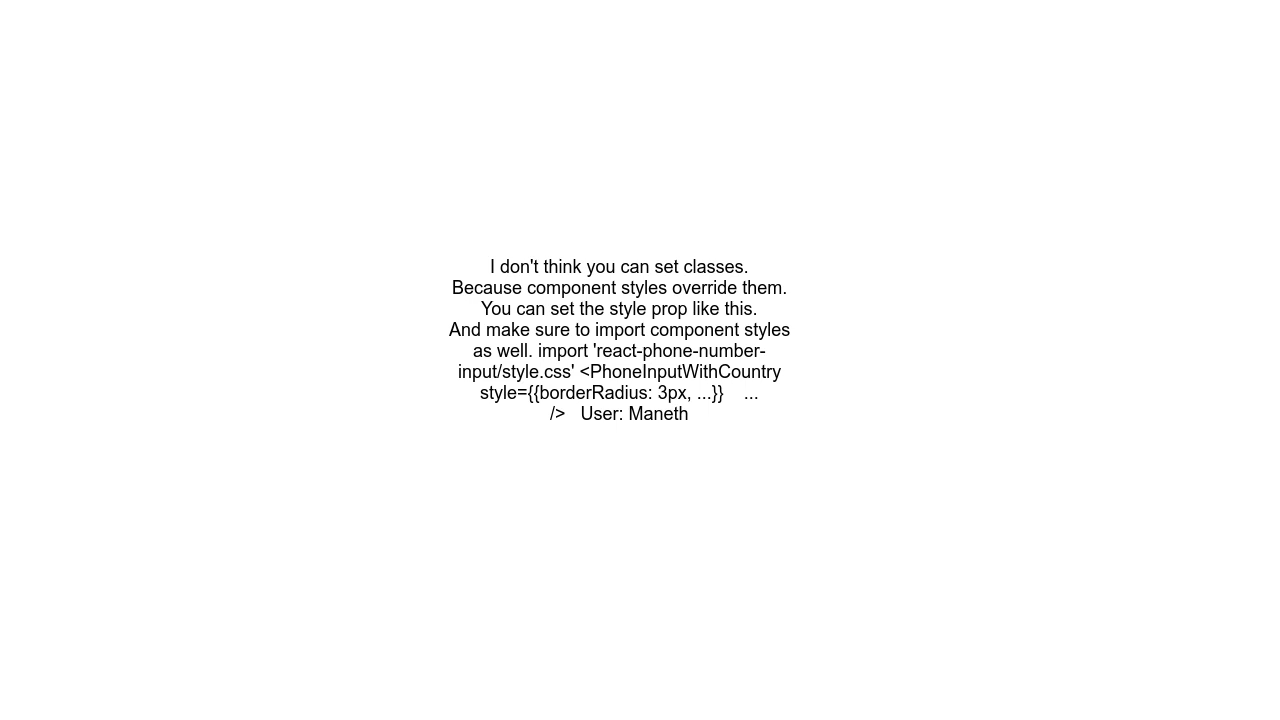 I don't think you can set classes.
Because component styles override them.
You can set the style prop like this.
And make sure to import component styles
as well. import 'react-phone-number-
input/style.css' <PhoneInputWithCountry
style={{borderRadius: 3px, ...}}    ...
/>   User: Maneth